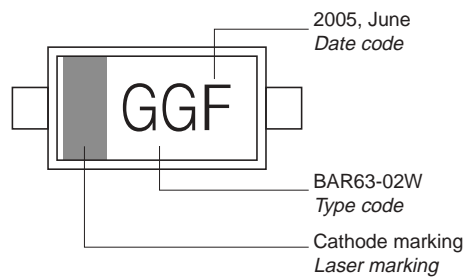 2005, June
Date code
GGF
BAR63-02W
Type code
Cathode marking
Laser marking